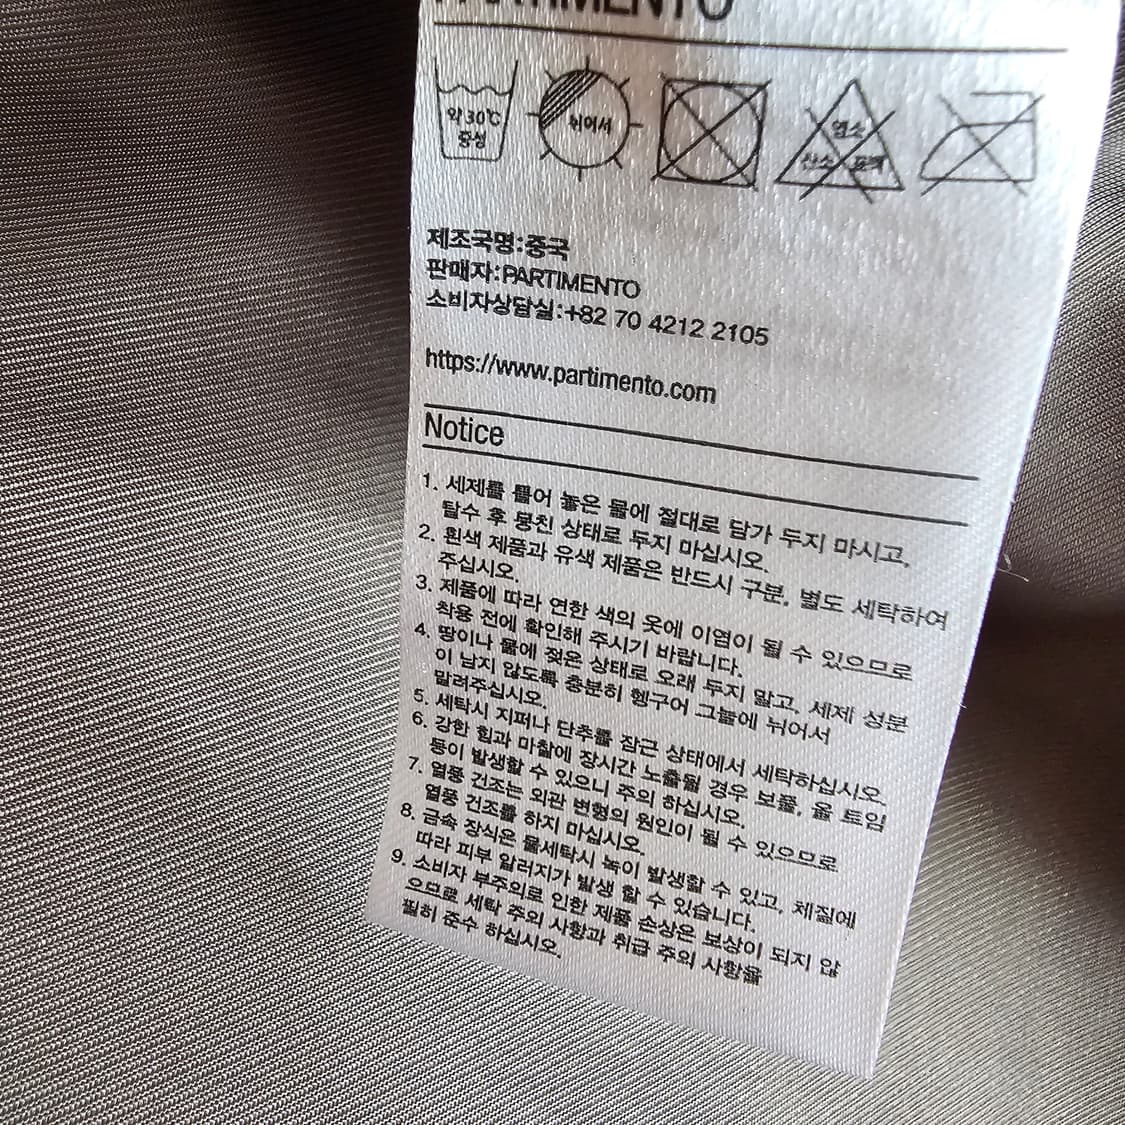 PARTIMENTO
약 30℃
중성
뉘어서
염소
산소 표백
제조국명:중국
판매자:PARTIMENTO
소비자상담실:+82 70 4212 2105
https://www.partimento.com
Notice
1. 세제를 풀어 놓은 물에 절대로 담가 두지 마시고,
탈수 후 뭉친 상태로 두지 마십시오.
2. 흰색 제품과 유색 제품은 반드시 구분, 별도 세탁하여
주십시오.
3. 제품에 따라 연한 색의 옷에 이염이 될 수 있으므로
착용 전에 확인해 주시기 바랍니다.
4. 땀이나 물에 젖은 상태로 오래 두지 말고, 세제 성분
이 남지 않도록 충분히 헹구어 그늘에 뉘어서
말려주십시오.
5. 세탁시 지퍼나 단추를 잠근 상태에서 세탁하십시오.
6. 강한 힘과 마찰에 장시간 노출될 경우 보풀, 올 트임
등이 발생할 수 있으니 주의 하십시오.
7. 열풍 건조는 외관 변형의 원인이 될 수 있으므로
열풍 건조를 하지 마십시오.
8. 금속 장식은 물세탁시 녹이 발생할 수 있고, 체질에
따라 피부 알러지가 발생 할 수 있습니다.
9. 소비자 부주의로 인한 제품 손상은 보상이 되지 않
으므로 세탁 주의 사항과 취급 주의 사항을
필히 준수 하십시오.